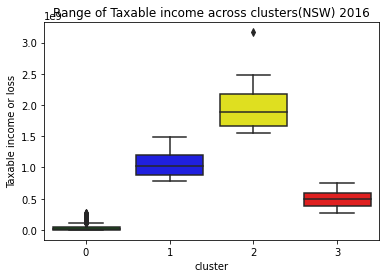 Range of Taxable income across clusters(NSW) 2016
1e9
3.0
2.5
2.0
1.5
1.0
0.5
0.0
Taxable income or loss
0 1 2 3
cluster